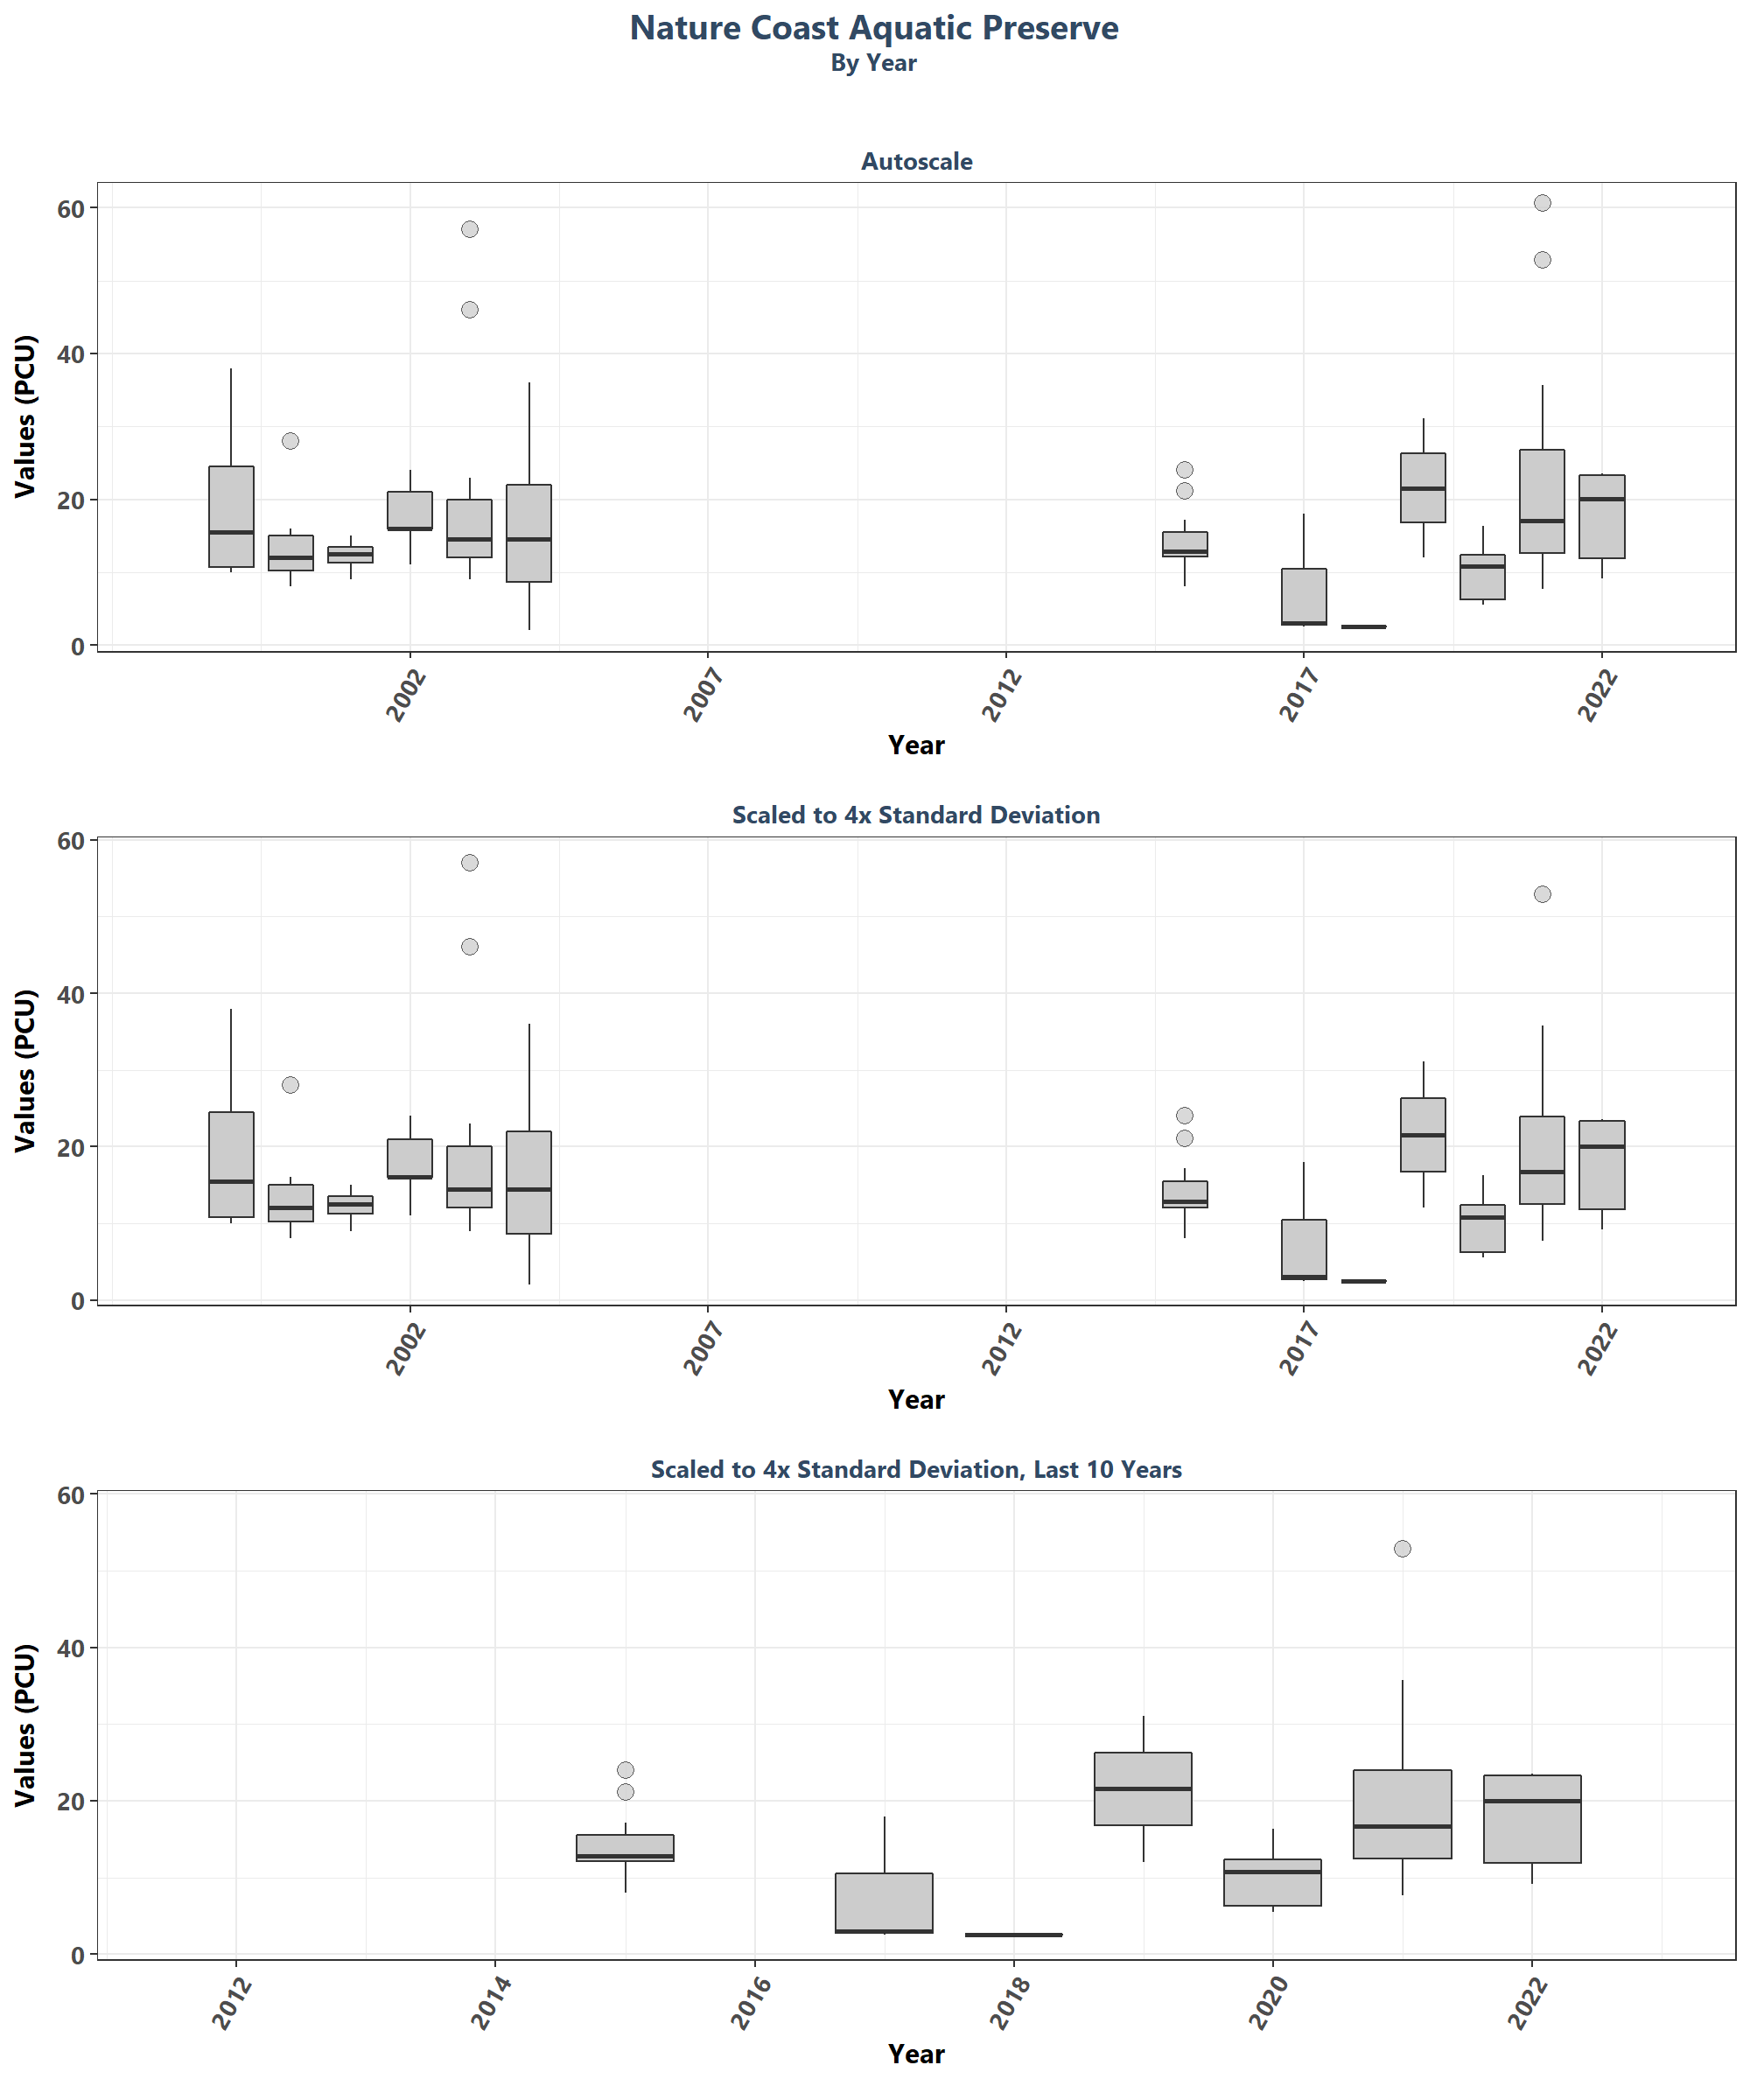 Nature Coast Aquatic Preserve
By Year
Autoscale
Values (PCU)
60
40
20
0
2002 2007 2012 2017 2022
Year
Scaled to 4x Standard Deviation
Values (PCU)
60
40
20
0
2002 2007 2012 2017 2022
Year
Scaled to 4x Standard Deviation, Last 10 Years
Values (PCU)
60
40
20
0
2012 2014 2016 2018 2020 2022
Year